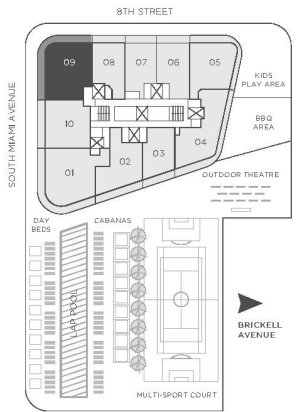 8TH STREET
SOUTH MIAMI AVENUE
09
08
07
06
05
KIDS
PLAY AREA
BBQ
AREA
10
04
03
02
01
OUTDOOR THEATRE
DAY
BEDS
CABANAS
LAP POOL
BRICKELL
AVENUE
MULTI-SPORT COURT